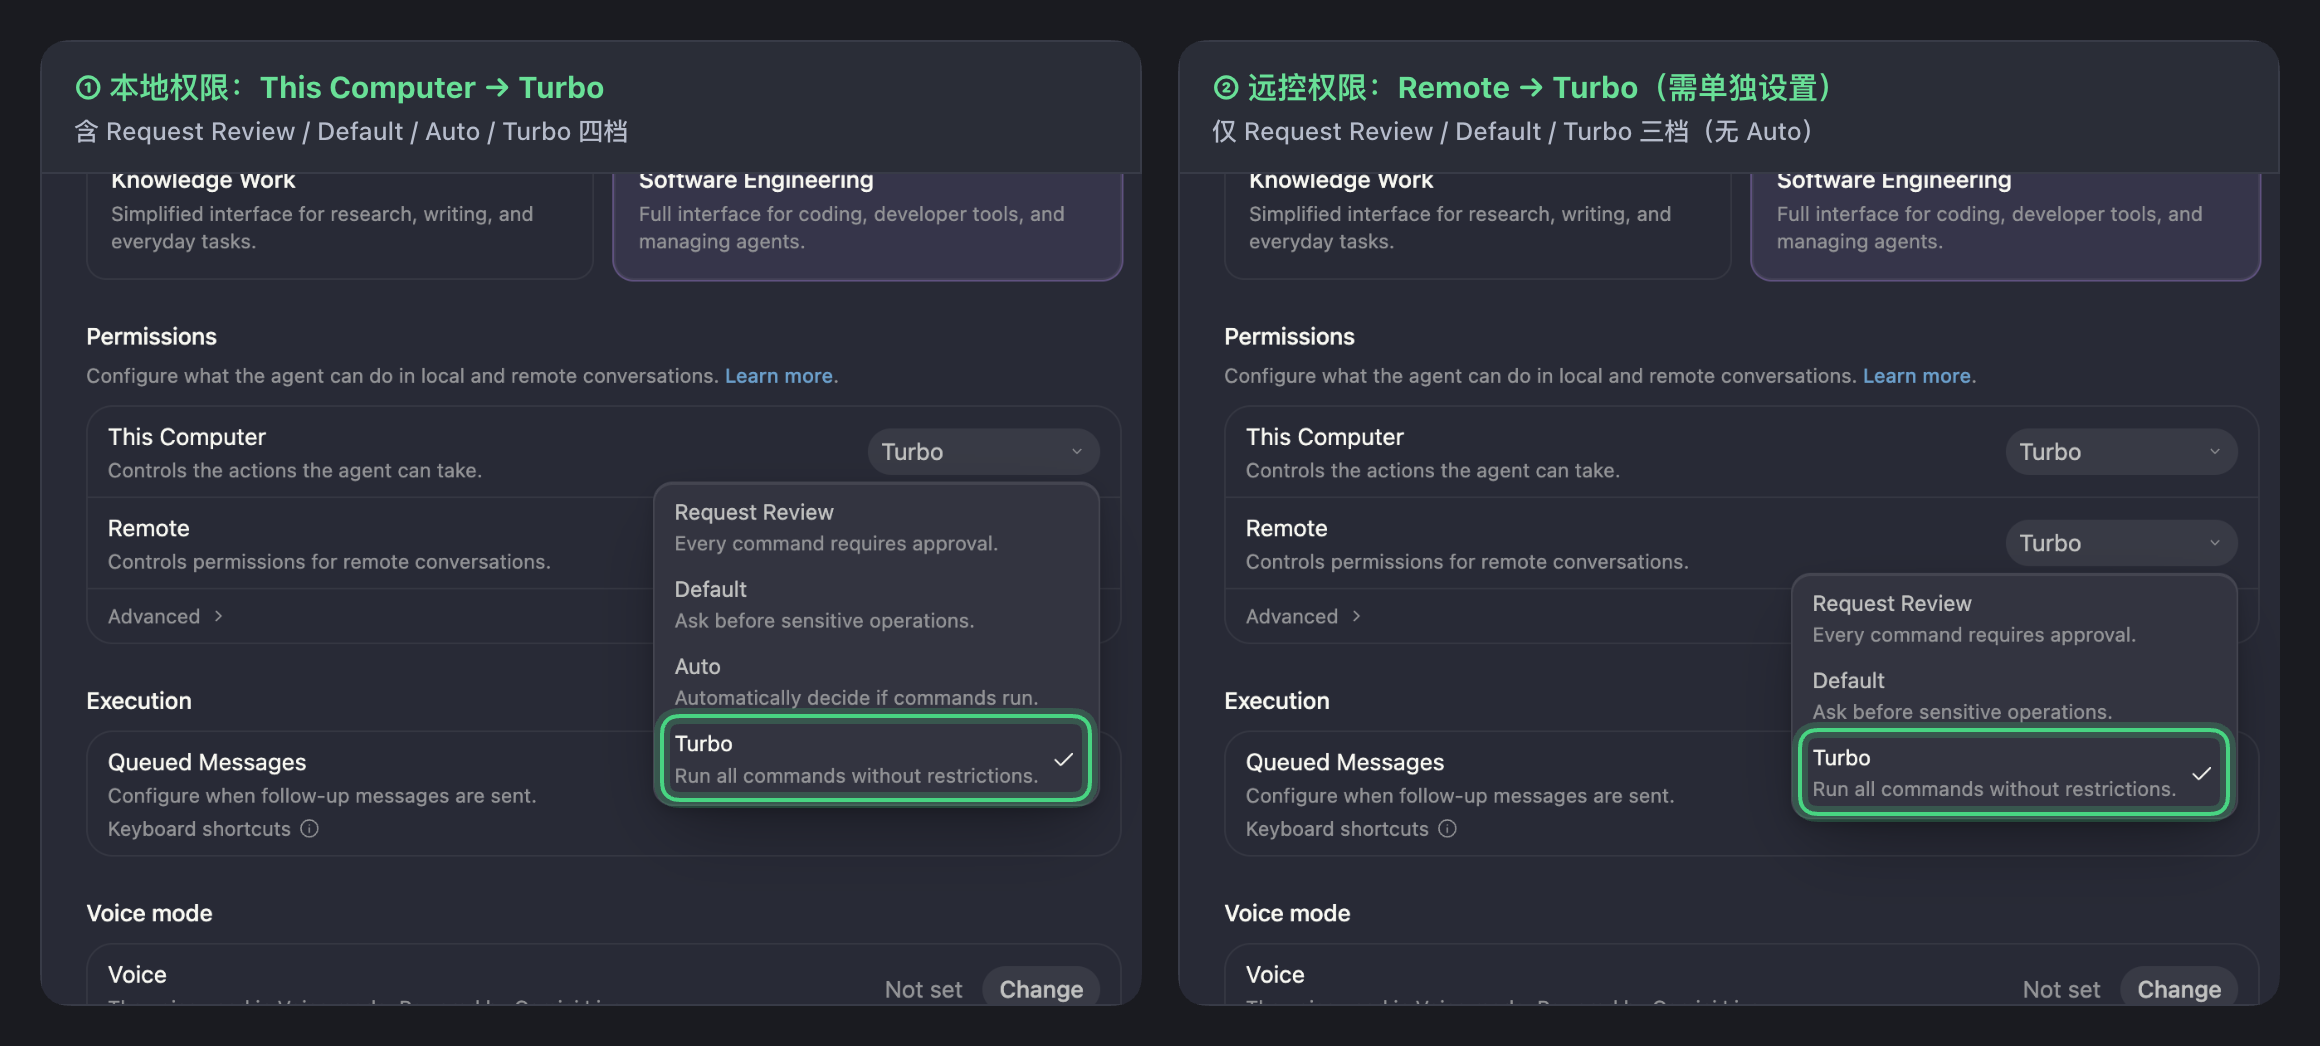 ① 本地权限：This Computer → Turbo
含 Request Review / Default / Auto / Turbo 四档
Knowledge Work
Simplified interface for research, writing, and
everyday tasks.
Software Engineering
Full interface for coding, developer tools, and
managing agents.
Permissions
Configure what the agent can do in local and remote conversations. Learn more.
This Computer
Controls the actions the agent can take.
Turbo
Remote
Controls permissions for remote conversations.
Advanced >
Request Review
Every command requires approval.
Default
Ask before sensitive operations.
Auto
Automatically decide if commands run.
Turbo
Run all commands without restrictions.
Execution
Queued Messages
Configure when follow-up messages are sent.
Keyboard shortcuts
Voice mode
Voice
Not set
Change
② 远控权限：Remote → Turbo（需单独设置）
仅 Request Review / Default / Turbo 三档（无 Auto）
Knowledge Work
Simplified interface for research, writing, and
everyday tasks.
Software Engineering
Full interface for coding, developer tools, and
managing agents.
Permissions
Configure what the agent can do in local and remote conversations. Learn more.
This Computer
Controls the actions the agent can take.
Turbo
Remote
Controls permissions for remote conversations.
Turbo
Advanced >
Request Review
Every command requires approval.
Default
Ask before sensitive operations.
Turbo
Run all commands without restrictions.
Execution
Queued Messages
Configure when follow-up messages are sent.
Keyboard shortcuts
Voice mode
Voice
Not set
Change